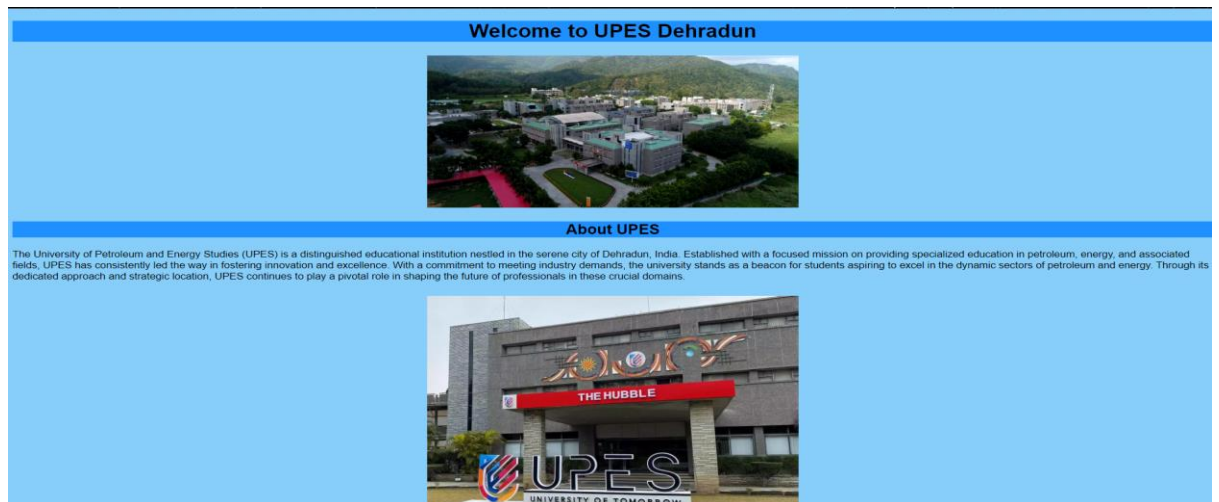 Welcome to UPES Dehradun
About UPES
The University of Petroleum and Energy Studies (UPES) is a distinguished educational institution nestled in the serene city of Dehradun, India. Established with a focused mission on providing specialized education in petroleum, energy, and associated
fields, UPES has consistently led the way in fostering innovation and excellence. With a commitment to meeting industry demands, the university stands as a beacon for students aspiring to excel in the dynamic sectors of petroleum and energy. Through its
dedicated approach and strategic location, UPES continues to play a pivotal role in shaping the future of professionals in these crucial domains.
THE HUBBLE
UPES
UNIVERSITY OF TOMORROW